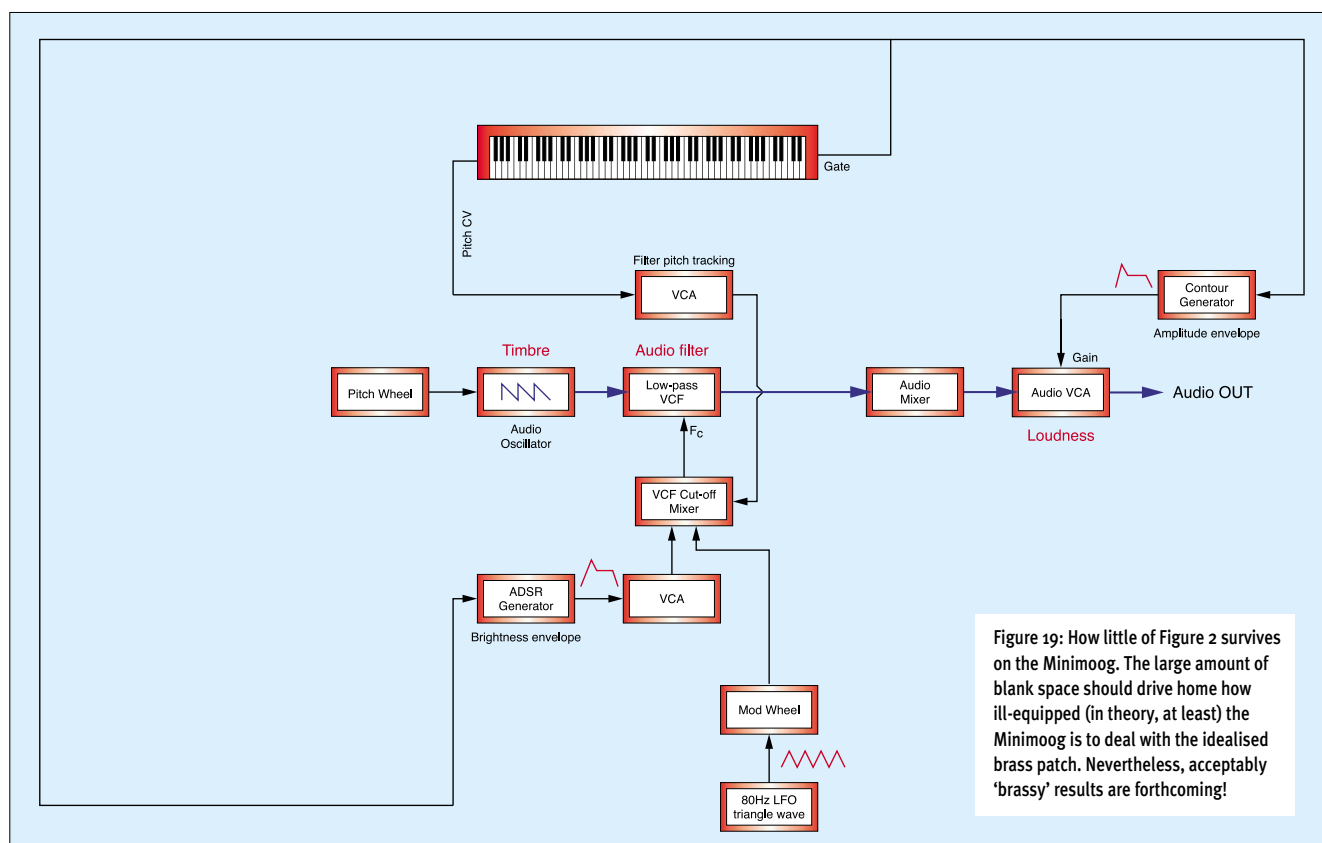 Gate
Pitch CV
Filter pitch tracking
VCA
Contour
Generator
Amplitude envelope
Timbre
Audio filter
Gain
Pitch Wheel
Low-pass
VCF
Audio
Mixer
Audio VCA
Audio OUT
Audio
Oscillator
Fc
Loudness
VCF Cut-off
Mixer
ADSR
Generator
VCA
Brightness envelope
Mod Wheel
80Hz LFO
triangle wave
Figure 19: How little of Figure 2 survives
on the Minimoog. The large amount of
blank space should drive home how
ill-equipped (in theory, at least) the
Minimoog is to deal with the idealised
brass patch. Nevertheless, acceptably
‘brassy’ results are forthcoming!